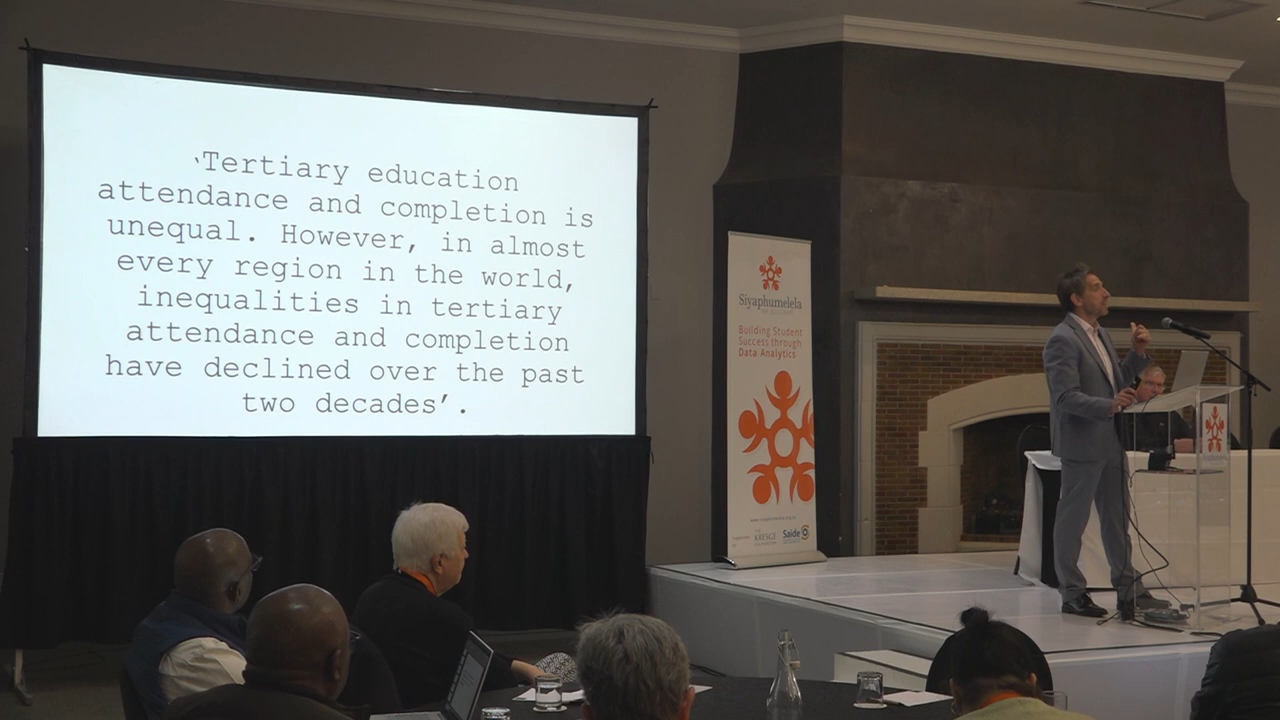 ‘Tertiary education
attendance and completion is
unequal. However, in almost
every region in the world,
inequalities in tertiary
attendance and completion
have declined over the past
two decades’.
Siyaphumelela
Building Student
Success through
Data Analytics
KRESGE
Saide